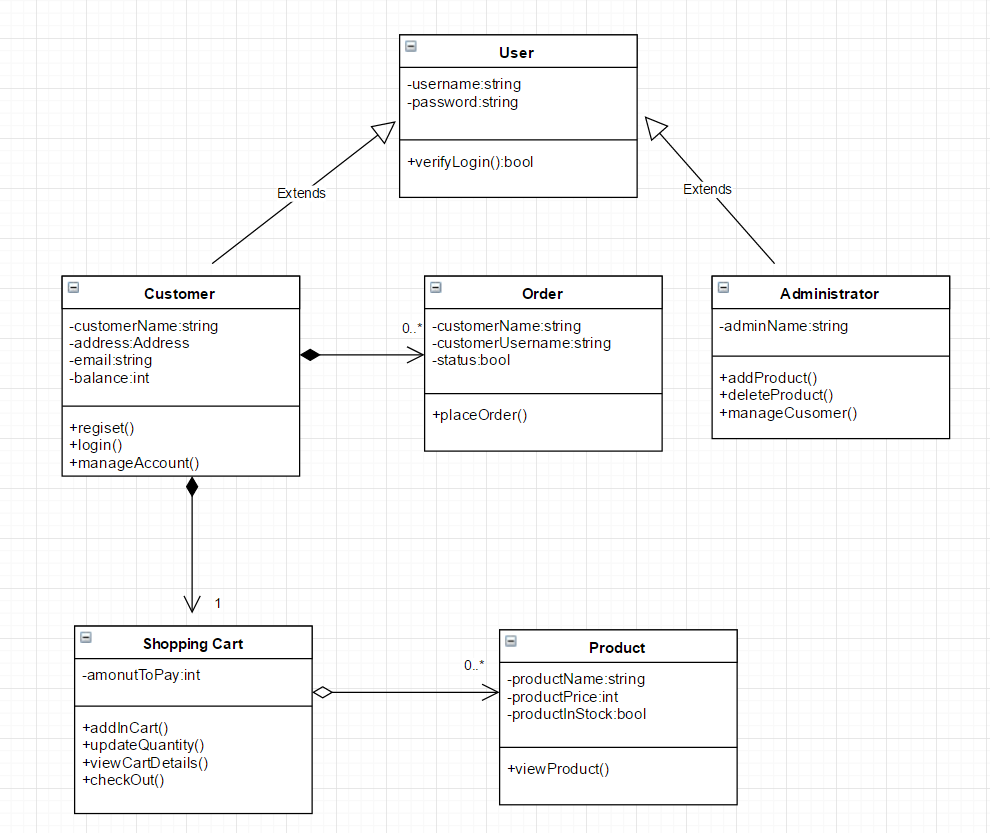 User
-username:string
-password:string
+verifyLogin():bool
Extends
Extends
Customer
-customerName:string
-address:Address
-email:string
-balance:int
+regiset()
+login()
+manageAccount()
0..*
Order
-customerName:string
-customerUsername:string
-status:bool
+placeOrder()
Administrator
-adminName:string
+addProduct()
+deleteProduct()
+manageCusomer()
1
Shopping Cart
-amonutToPay:int
+addInCart()
+updateQuantity()
+viewCartDetails()
+checkOut()
0..*
Product
-productName:string
-productPrice:int
-productInStock:bool
+viewProduct()